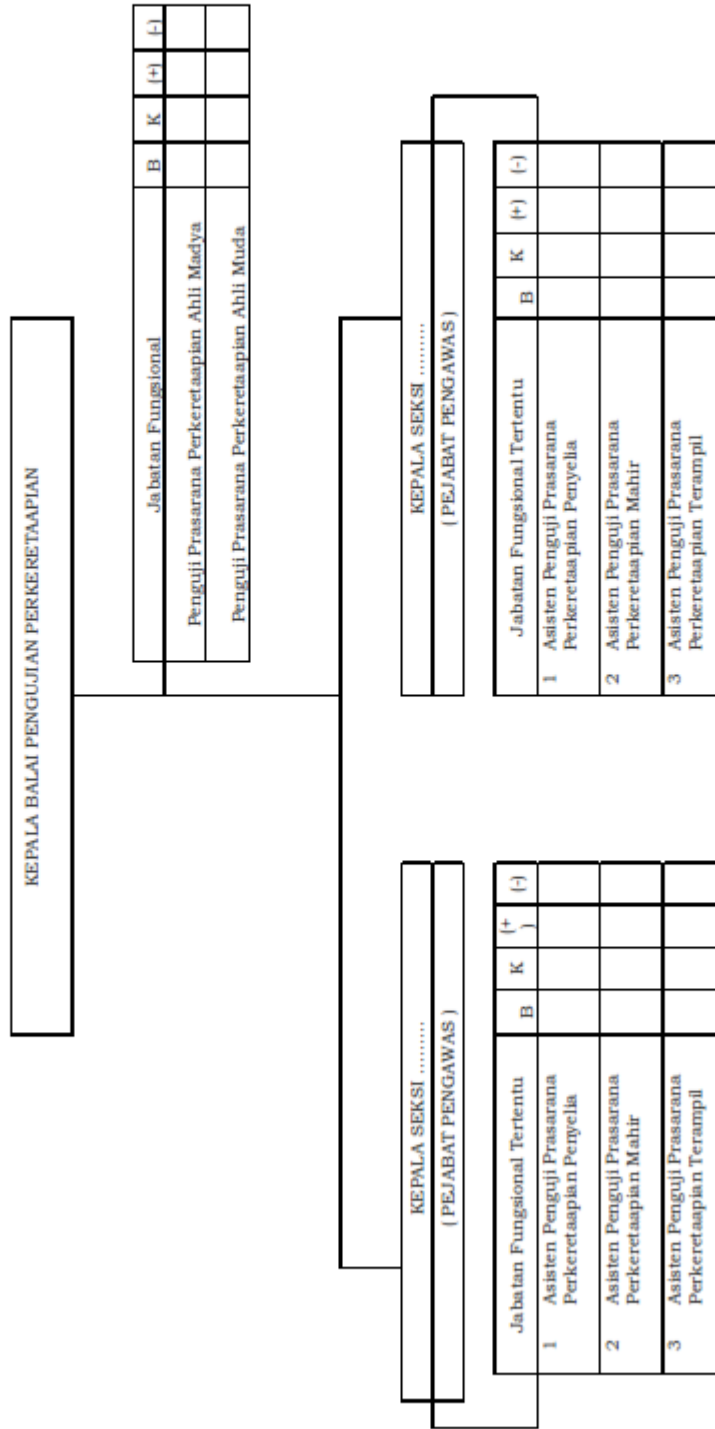 KEPALA BALAI PENGUJIAN PERKERETAAPIAN
Jabatan Fungsional B K (+) (-)
Penguji Prasarana Perkeretaapian Ahli Madya
Penguji Prasarana Perkeretaapian Ahli Muda
KEPALA SEKSI .........
( PEJABAT PENGAWAS )
Jabatan Fungsional Tertentu B K (+
) (-)
1 Asisten Penguji Prasarana
Perkeretaapian Penyelia
2 Asisten Penguji Prasarana
Perkeretaapian Mahir
3 Asisten Penguji Prasarana
Perkeretaapian Terampil
KEPALA SEKSI .........
( PEJABAT PENGAWAS )
Jabatan Fungsional Tertentu B K (+) (-)
1 Asisten Penguji Prasarana
Perkeretaapian Penyelia
2 Asisten Penguji Prasarana
Perkeretaapian Mahir
3 Asisten Penguji Prasarana
Perkeretaapian Terampil